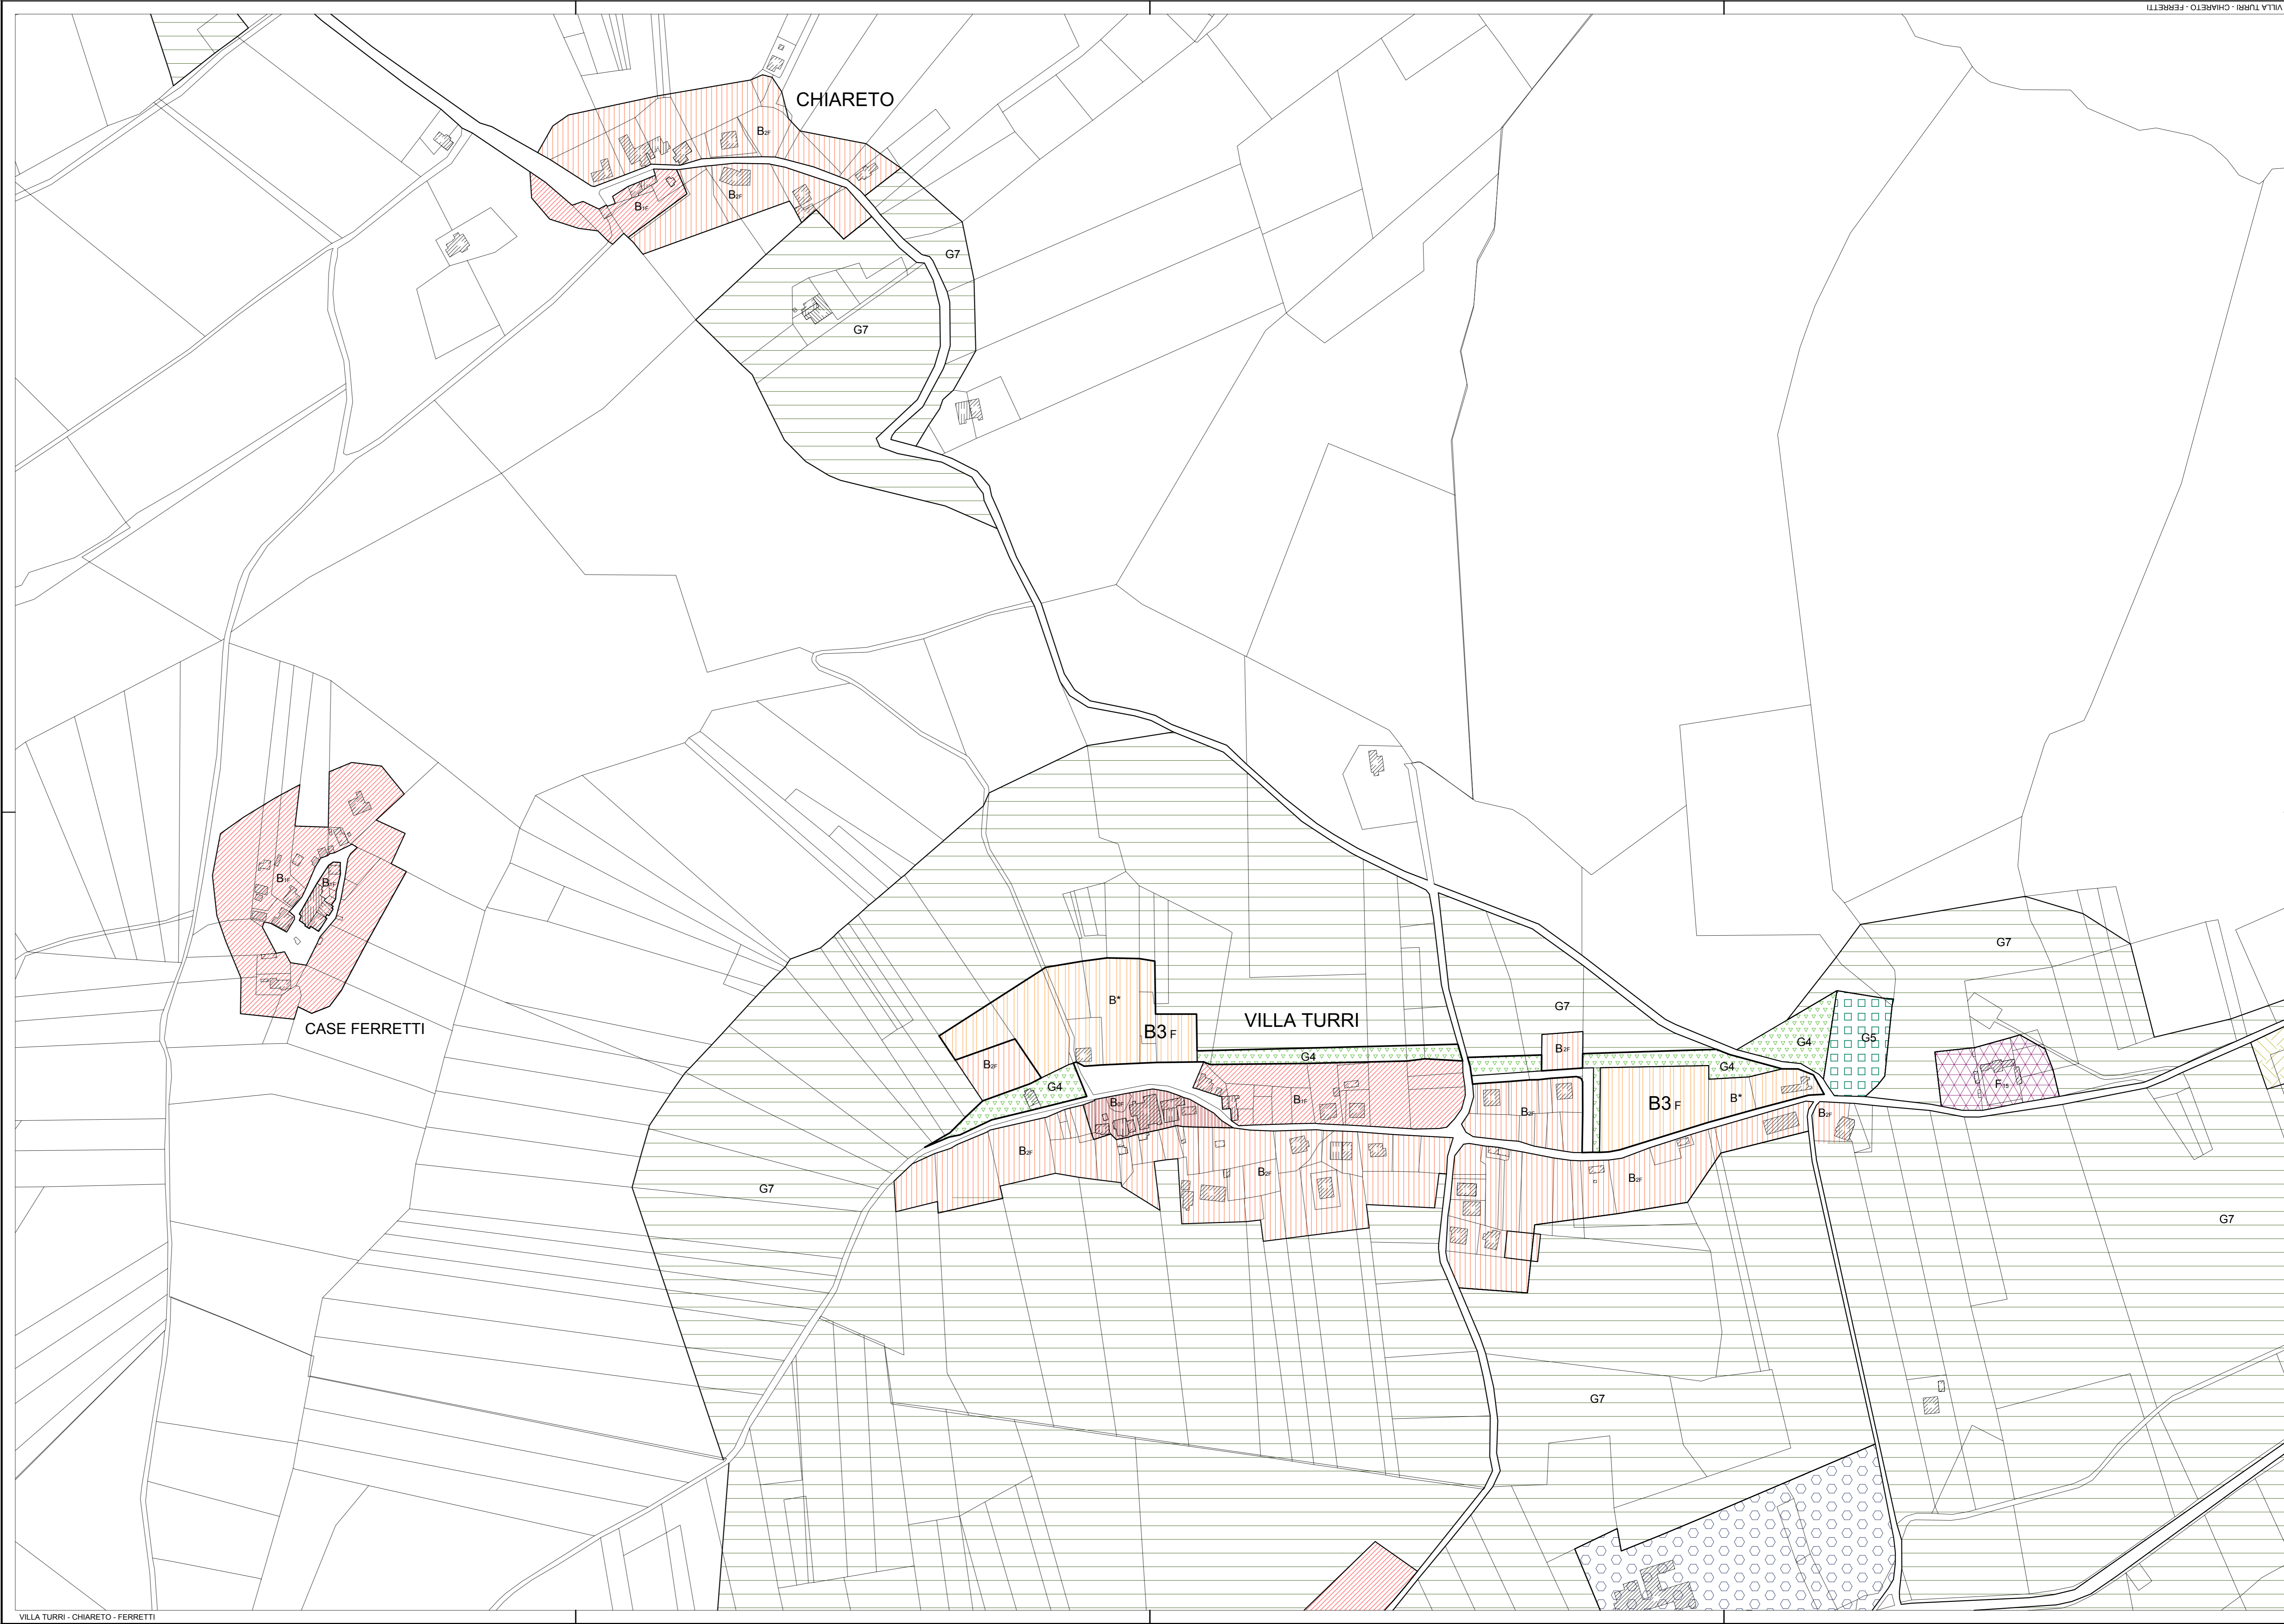 VILLA TURRI - CHIARETO - FERRETTI
CHIARETO
B2F
B2F
B1F
G7
G7
B1F
B1F
CASE FERRETTI
G7
B*
G7
VILLA TURRI
B3 F
G4
G5
B2F
G4
B2F
G4
F15
G4
B*
B3 F
B1F
B0F
B2F
B2F
B2F
B2F
B2F
G7
G7
G7
VILLA TURRI - CHIARETO - FERRETTI